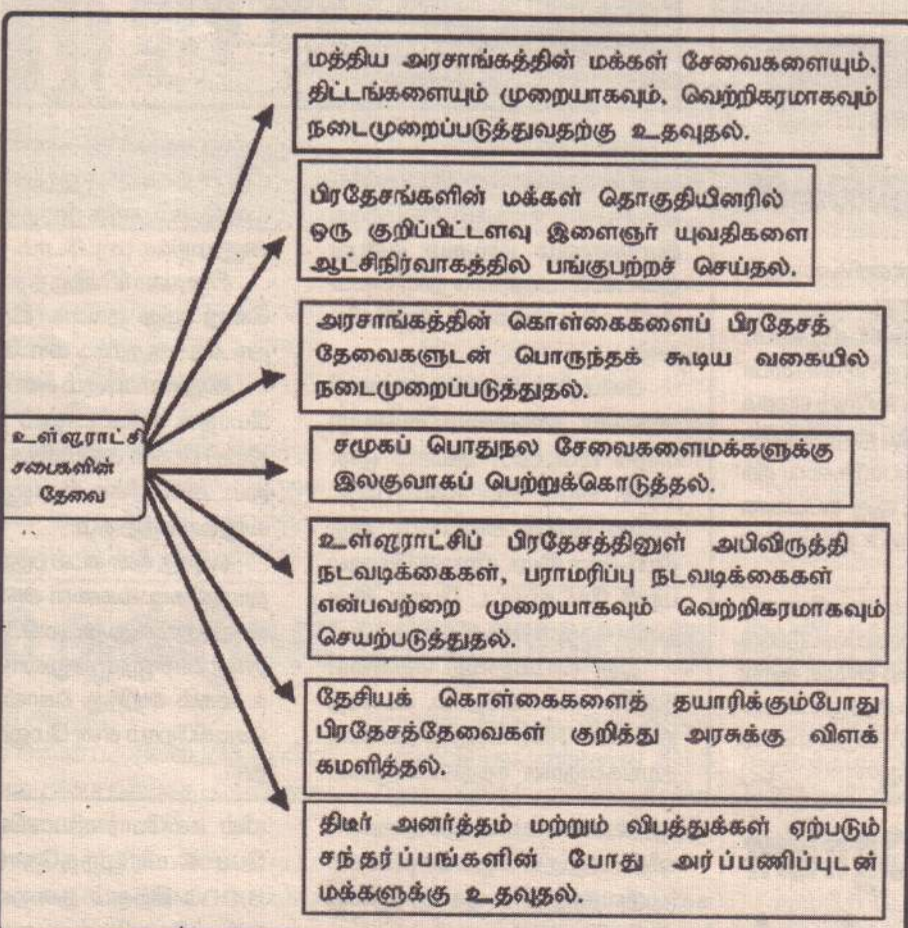 மத்திய அரசாங்கத்தின் மக்கள் சேவைகளையும்,
திட்டங்களையும் முறையாகவும், வெற்றிகரமாகவும்
நடைமுறைப்படுத்துவதற்கு உதவுதல்.
பிரதேசங்களின் மக்கள் தொகுதியினரில்
ஒரு குறிப்பிட்டளவு இளைஞர் யுவதிகளை
ஆட்சிநிர்வாகத்தில் பங்குபற்றச் செய்தல்.
அரசாங்கத்தின் கொள்கைகளைப் பிரதேசத்
தேவைகளுடன் பொருந்தக் கூடிய வகையில்
நடைமுறைப்படுத்துதல்.
உள்ளூராட்சி
சபைகளின்
தேவை
சமூகப் பொதுநல சேவைகளைமக்களுக்கு
இலகுவாகப் பெற்றுக்கொடுத்தல்.
உள்ளூராட்சிப் பிரதேசத்தினுள் அபிவிருத்தி
நடவடிக்கைகள், பராமரிப்பு நடவடிக்கைகள்
என்பவற்றை முறையாகவும் வெற்றிகரமாகவும்
செயற்படுத்துதல்.
தேசியக் கொள்கைகளைத் தயாரிக்கும்போது
பிரதேசத்தேவைகள் குறித்து அரசுக்கு விளக்
கமளித்தல்.
திடீர் அனர்த்தம் மற்றும் விபத்துக்கள் ஏற்படும்
சந்தர்ப்பங்களின் போது அர்ப்பணிப்புடன்
மக்களுக்கு உதவுதல்.